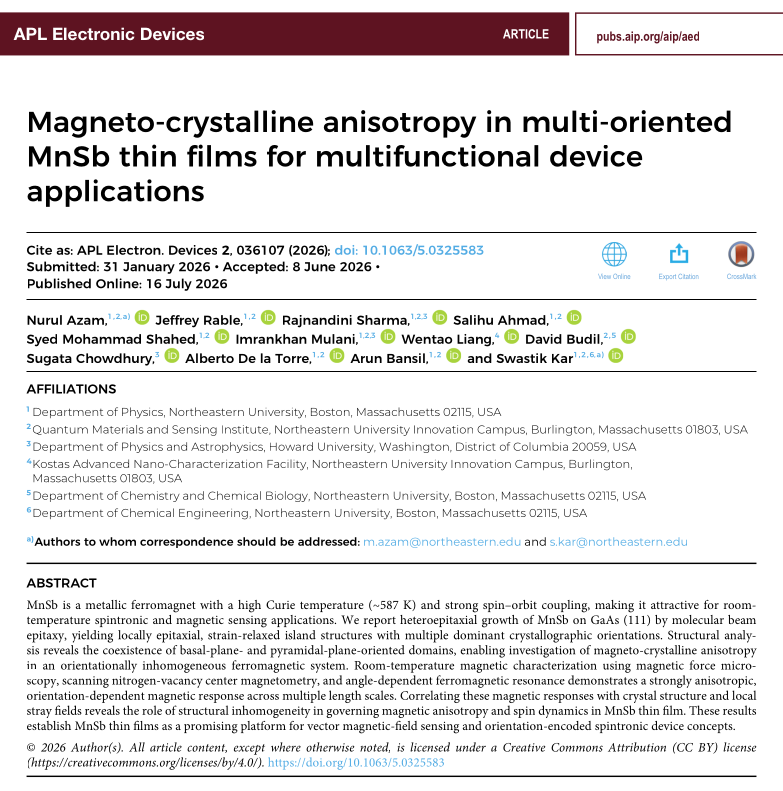 APL Electronic Devices
ARTICLE
pubs.aip.org/aip/aed
Magneto-crystalline anisotropy in multi-oriented
MnSb thin films for multifunctional device
applications
Cite as: APL Electron. Devices 2, 036107 (2026); doi: 10.1063/5.0325583
Submitted: 31 January 2026 • Accepted: 8 June 2026 •
Published Online: 16 July 2026
View Online
Export Citation
CrossMark
Nurul Azam,1,2,a) iD Jeffrey Rable,1,2 iD Rajnandini Sharma,1,2,3 iD Salihu Ahmad,1,2 iD
Syed Mohammad Shahed,1,2 iD Imrankhan Mulani,1,2,3 iD Wentao Liang,4 iD David Budil,2,5 iD
Sugata Chowdhury,3 iD Alberto De la Torre,1,2 iD Arun Bansil,1,2 iD and Swastik Kar1,2,6,a) iD
AFFILIATIONS
1 Department of Physics, Northeastern University, Boston, Massachusetts 02115, USA
2 Quantum Materials and Sensing Institute, Northeastern University Innovation Campus, Burlington, Massachusetts 01803, USA
3 Department of Physics and Astrophysics, Howard University, Washington, District of Columbia 20059, USA
4 Kostas Advanced Nano-Characterization Facility, Northeastern University Innovation Campus, Burlington,
Massachusetts 01803, USA
5 Department of Chemistry and Chemical Biology, Northeastern University, Boston, Massachusetts 02115, USA
6 Department of Chemical Engineering, Northeastern University, Boston, Massachusetts 02115, USA
a) Authors to whom correspondence should be addressed: m.azam@northeastern.edu and s.kar@northeastern.edu
ABSTRACT
MnSb is a metallic ferromagnet with a high Curie temperature (~587 K) and strong spin–orbit coupling, making it attractive for room-
temperature spintronic and magnetic sensing applications. We report heteroepitaxial growth of MnSb on GaAs (111) by molecular beam
epitaxy, yielding locally epitaxial, strain-relaxed island structures with multiple dominant crystallographic orientations. Structural analy-
sis reveals the coexistence of basal-plane- and pyramidal-plane-oriented domains, enabling investigation of magneto-crystalline anisotropy
in an orientationally inhomogeneous ferromagnetic system. Room-temperature magnetic characterization using magnetic force micro-
scopy, scanning nitrogen-vacancy center magnetometry, and angle-dependent ferromagnetic resonance demonstrates a strongly anisotropic,
orientation-dependent magnetic response across multiple length scales. Correlating these magnetic responses with crystal structure and local
stray fields reveals the role of structural inhomogeneity in governing magnetic anisotropy and spin dynamics in MnSb thin film. These results
establish MnSb thin films as a promising platform for vector magnetic-field sensing and orientation-encoded spintronic device concepts.
© 2026 Author(s). All article content, except where otherwise noted, is licensed under a Creative Commons Attribution (CC BY) license
(https://creativecommons.org/licenses/by/4.0/). https://doi.org/10.1063/5.0325583